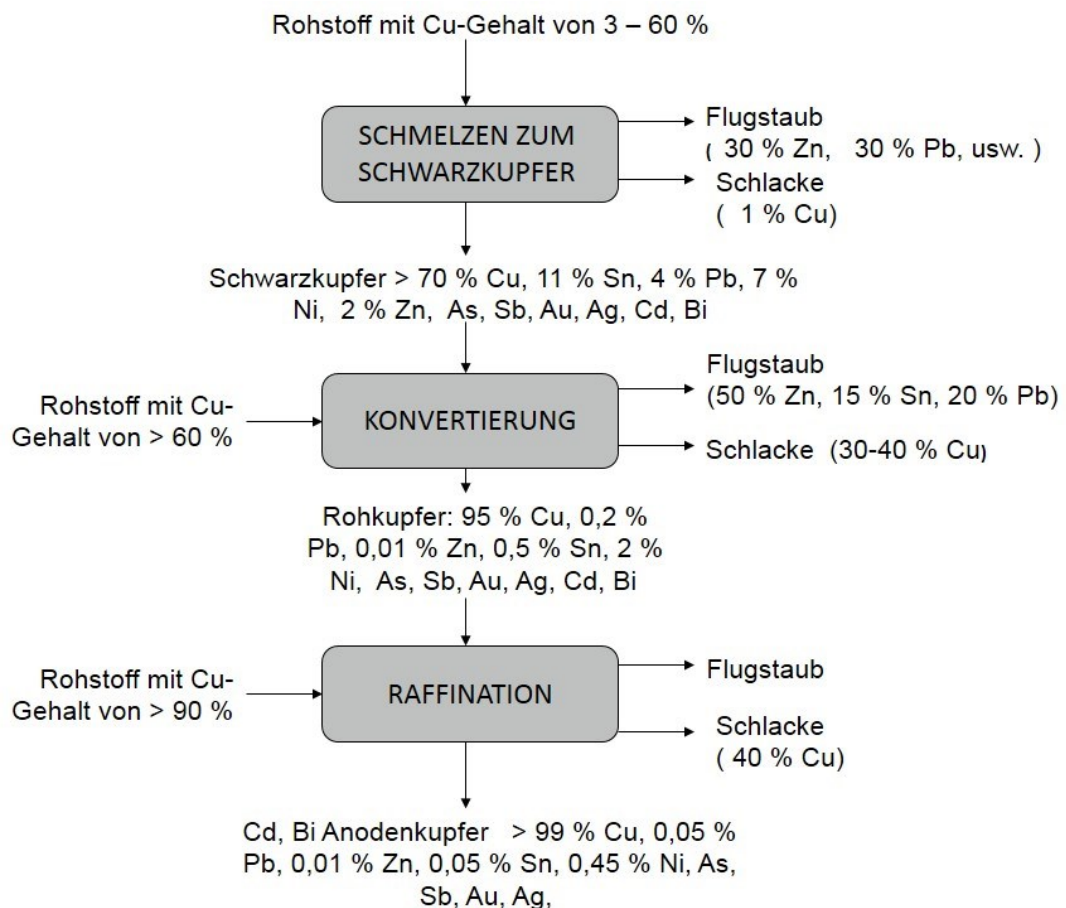 Rohstoff mit Cu-Gehalt von 3 – 60 %
SCHMELZEN ZUM
SCHWARZKUPFER
Flugstaub
( 30 % Zn, 30 % Pb, usw. )
Schlacke
( 1 % Cu)
Schwarzkupfer > 70 % Cu, 11 % Sn, 4 % Pb, 7 %
Ni, 2 % Zn, As, Sb, Au, Ag, Cd, Bi
Rohstoff mit Cu-
Gehalt von > 60 %
KONVERTIERUNG
Flugstaub
(50 % Zn, 15 % Sn, 20 % Pb)
Schlacke (30-40 % Cu)
Rohkupfer: 95 % Cu, 0,2 %
Pb, 0,01 % Zn, 0,5 % Sn, 2 %
Ni, As, Sb, Au, Ag, Cd, Bi
Rohstoff mit Cu-
Gehalt von > 90 %
RAFFINATION
Flugstaub
Schlacke
( 40 % Cu)
Cd, Bi Anodenkupfer > 99 % Cu, 0,05 %
Pb, 0,01 % Zn, 0,05 % Sn, 0,45 % Ni, As,
Sb, Au, Ag,